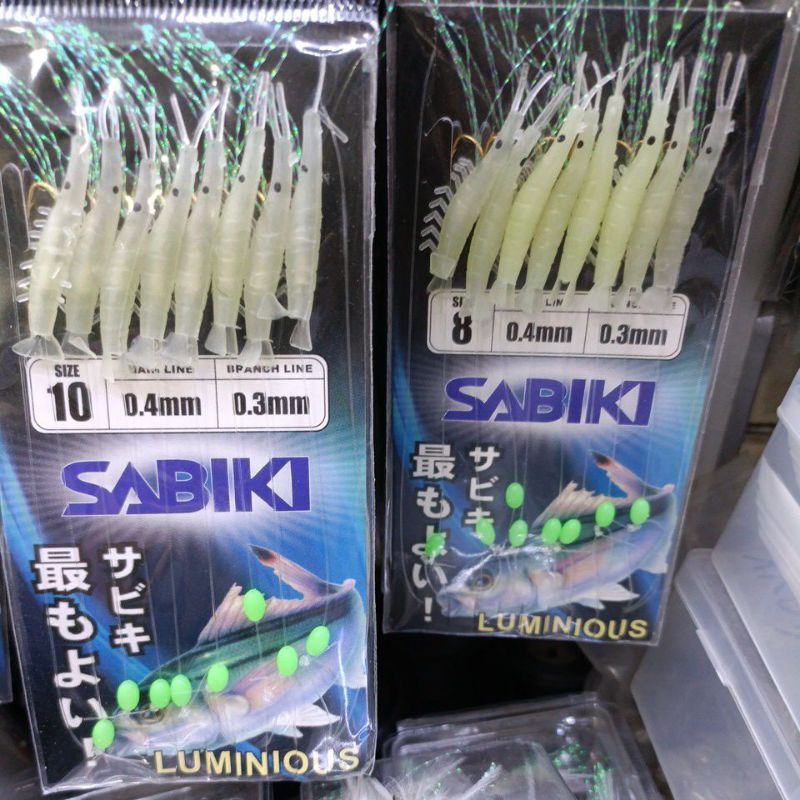 SIZE
10
MAIN LINE
0.4mm
BRANCH LINE
0.3mm
SABIKI
サビキ
最もよい!
LUMINIOUS
8
0.4mm
0.3mm
SABIKI
サビキ
最もよい!
LUMINIOUS